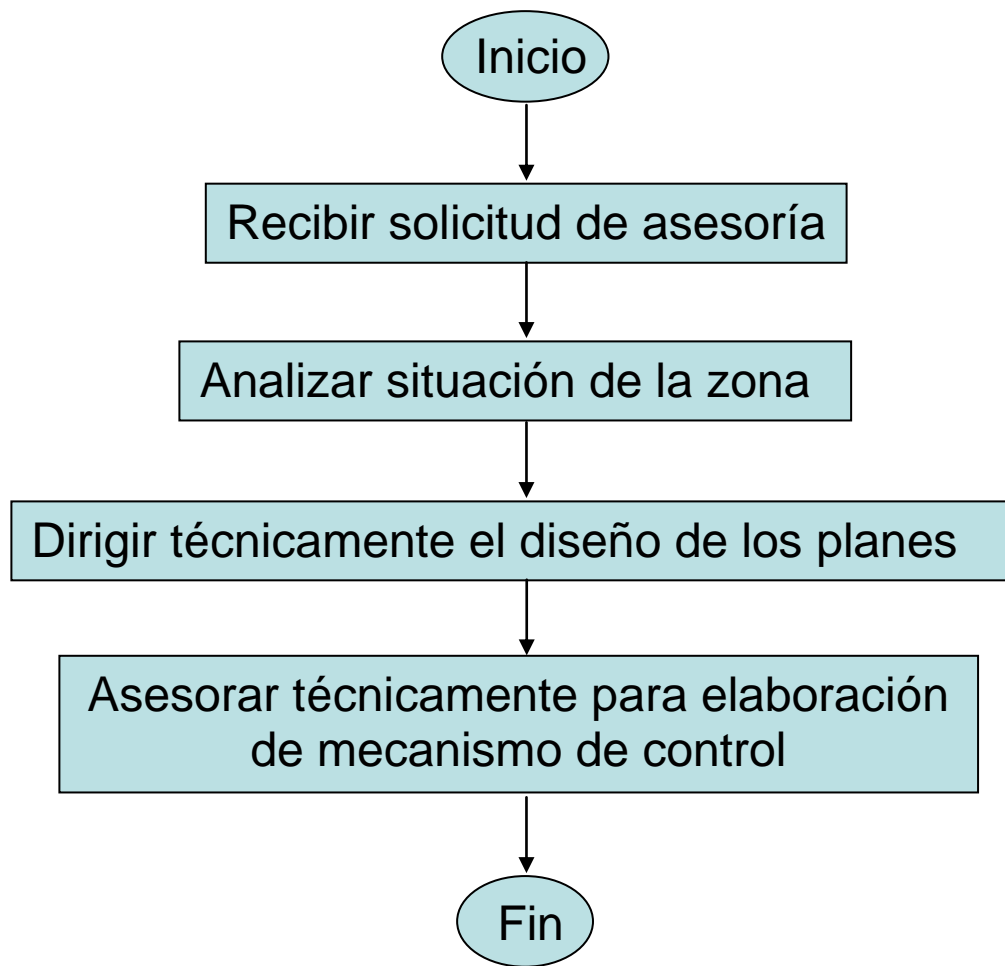 Inicio
Recibir solicitud de asesoría
Analizar situación de la zona
Dirigir técnicamente el diseño de los planes
Asesorar técnicamente para elaboración
de mecanismo de control
Fin